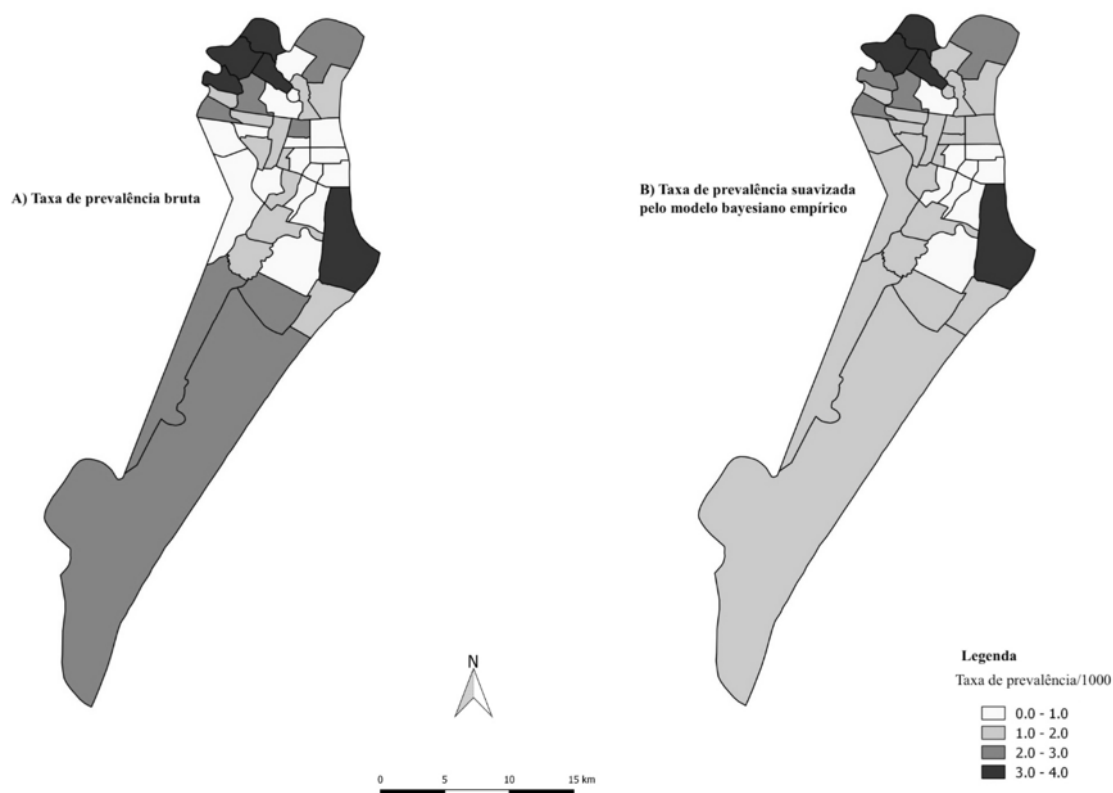 A) Taxa de prevalência bruta
B) Taxa de prevalência suavizada
pelo modelo bayesiano empírico
N
0 5 10 15 km
Legenda
Taxa de prevalência/1000
0.0 - 1.0
1.0 - 2.0
2.0 - 3.0
3.0 - 4.0